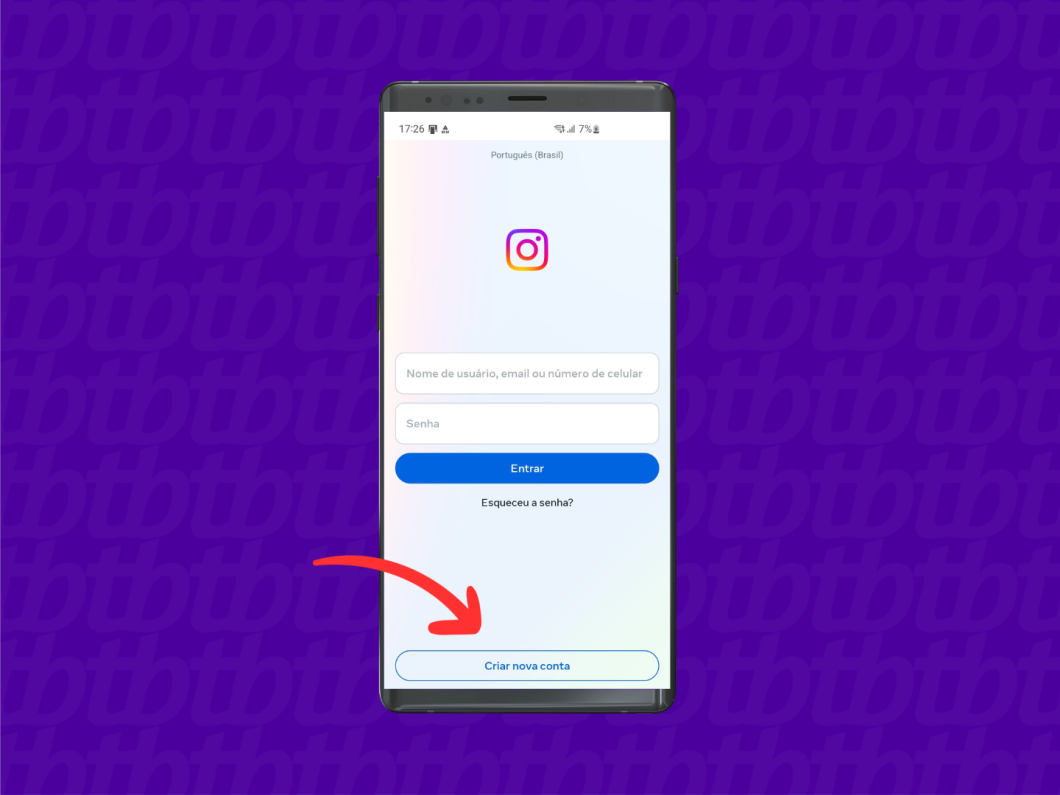 17:26
7%
Português (Brasil)
Nome de usuário, email ou número de celular
Senha
Entrar
Esqueceu a senha?
Criar nova conta